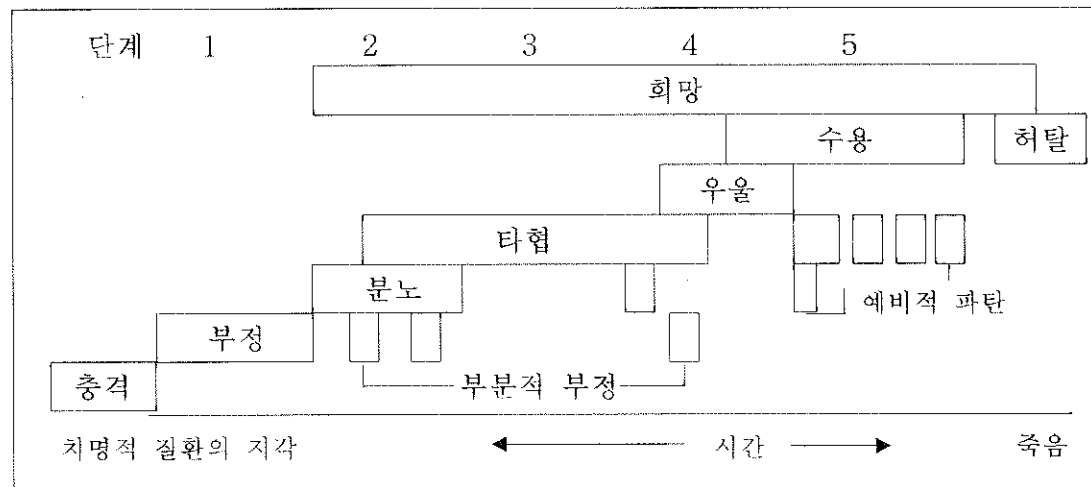 단계 1 2 3 4 5
희망
수용 허탈
우울
타협
분노 예비적 파탄
부정
충격 부분적 부정
치명적 질환의 지각 시간 죽음